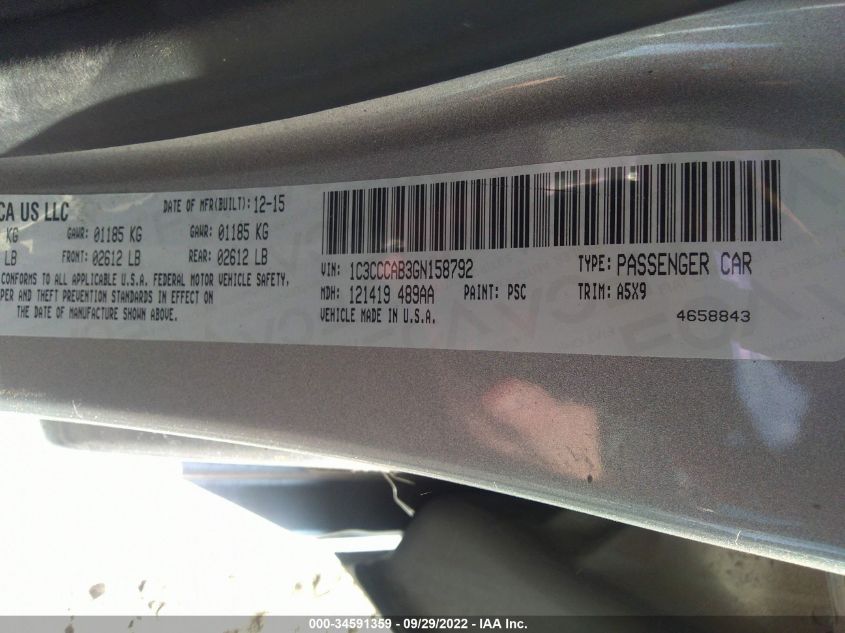 CA US LLC DATE OF MFR(BUILT): 12-15
KG GAWR: 01185 KG GAWR: 01185 KG
LB FRONT: 02612 LB REAR: 02612 LB
CONFORMS TO ALL APPLICABLE U.S.A. FEDERAL MOTOR VEHICLE SAFETY,
PER AND THEFT PREVENTION STANDARDS IN EFFECT ON
THE DATE OF MANUFACTURE SHOWN ABOVE.
VIN: 1C3CCCAB3GN158792 TYPE: PASSENGER CAR
MDH: 121419 489AA PAINT: PSC TRIM: A5X9
VEHICLE MADE IN U.S.A. 4658843
000-34591359 - 09/29/2022 - IAA Inc.